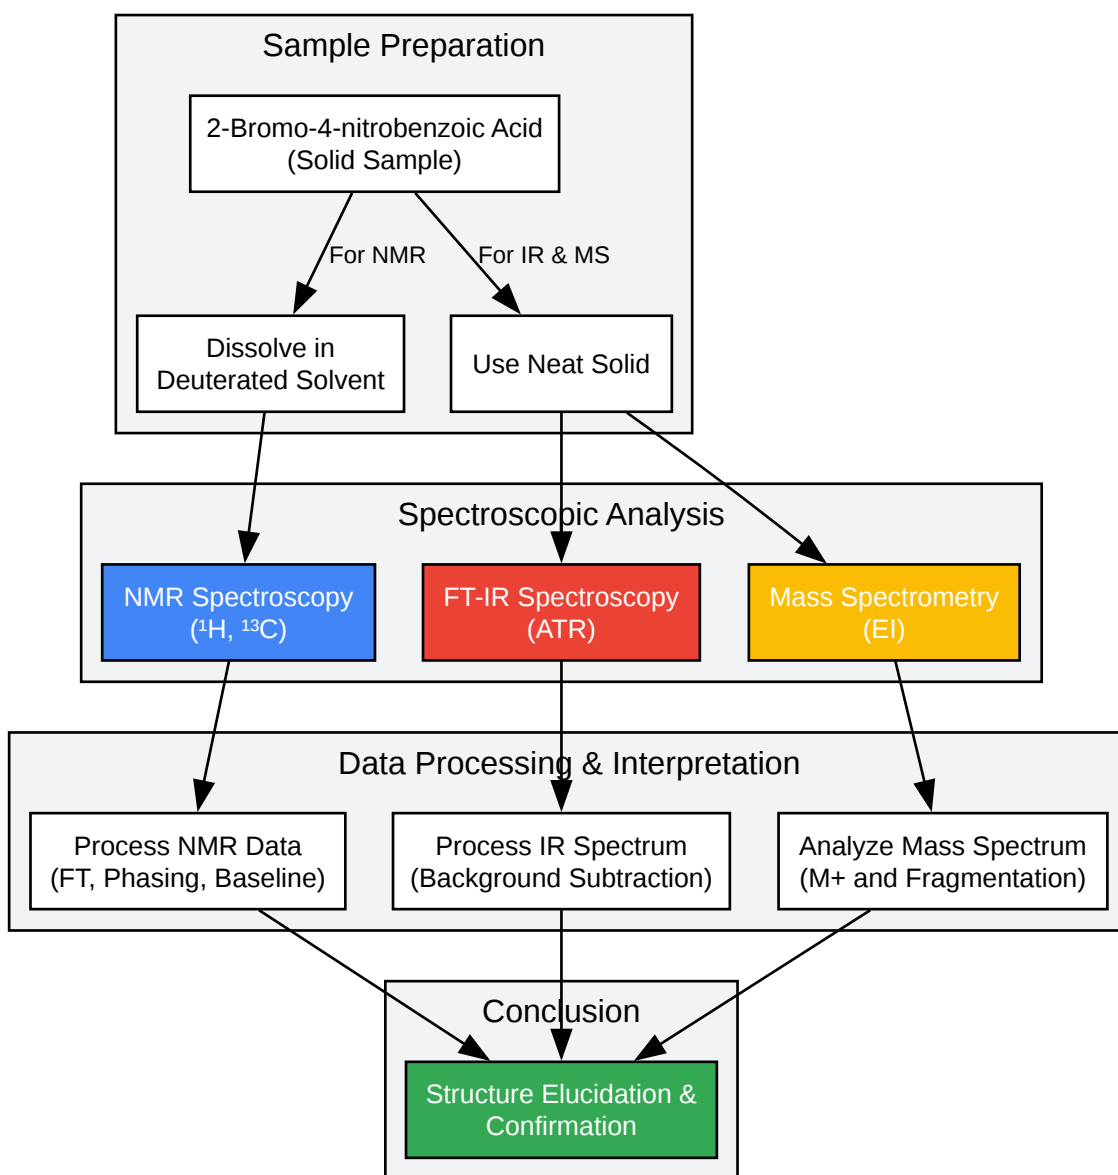 Sample Preparation
2-Bromo-4-nitrobenzoic Acid
(Solid Sample)
For NMR
For IR & MS
Dissolve in
Deuterated Solvent
Use Neat Solid
Spectroscopic Analysis
NMR Spectroscopy
(¹H, ¹³C)
FT-IR Spectroscopy
(ATR)
Mass Spectrometry
(EI)
Data Processing & Interpretation
Process NMR Data
(FT, Phasing, Baseline)
Process IR Spectrum
(Background Subtraction)
Analyze Mass Spectrum
(M+ and Fragmentation)
Conclusion
Structure Elucidation &
Confirmation